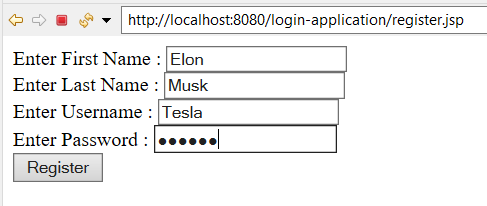 http://localhost:8080/login-application/register.jsp
Enter First Name : Elon
Enter Last Name : Musk
Enter Username : Tesla
Enter Password : ●●●●●●
Register